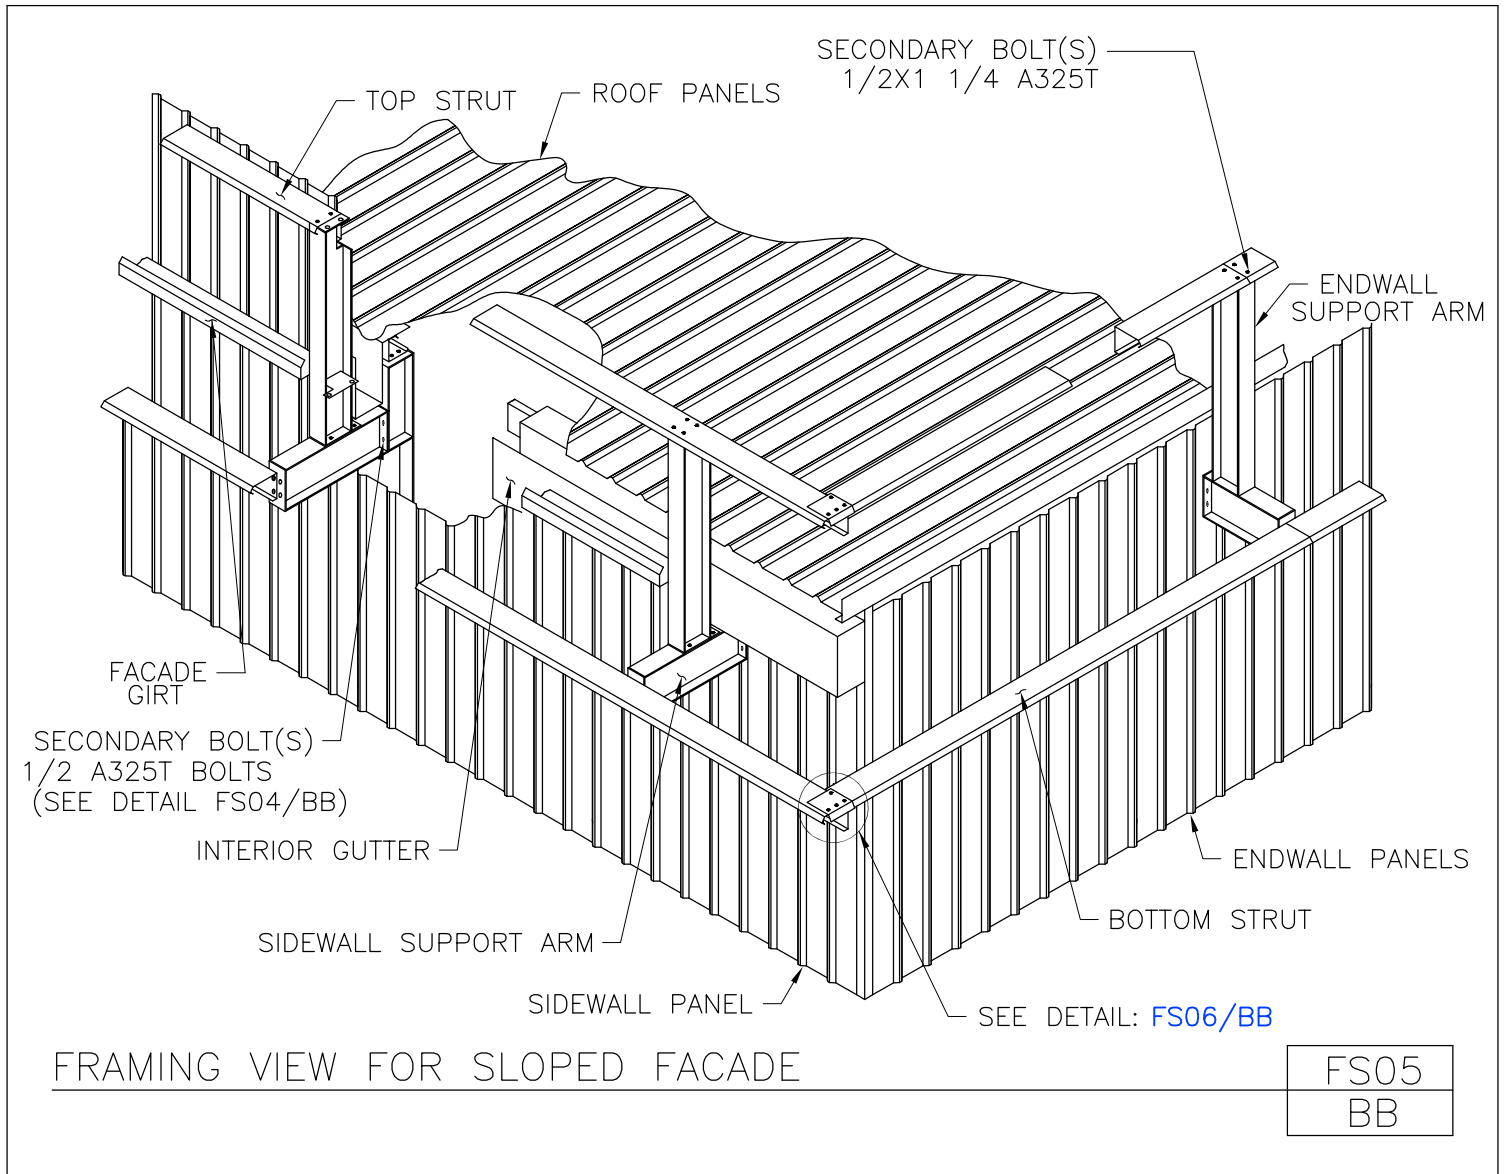 SECONDARY BOLT(S)
1/2X1 1/4 A325T
TOP STRUT
ROOF PANELS
ENDWALL
SUPPORT ARM
FACADE
GIRT
SECONDARY BOLT(S)
1/2 A325T BOLTS
(SEE DETAIL FS04/BB)
INTERIOR GUTTER
ENDWALL PANELS
BOTTOM STRUT
SIDEWALL SUPPORT ARM
SIDEWALL PANEL
SEE DETAIL: FS06/BB
FRAMING VIEW FOR SLOPED FACADE
FS05
BB